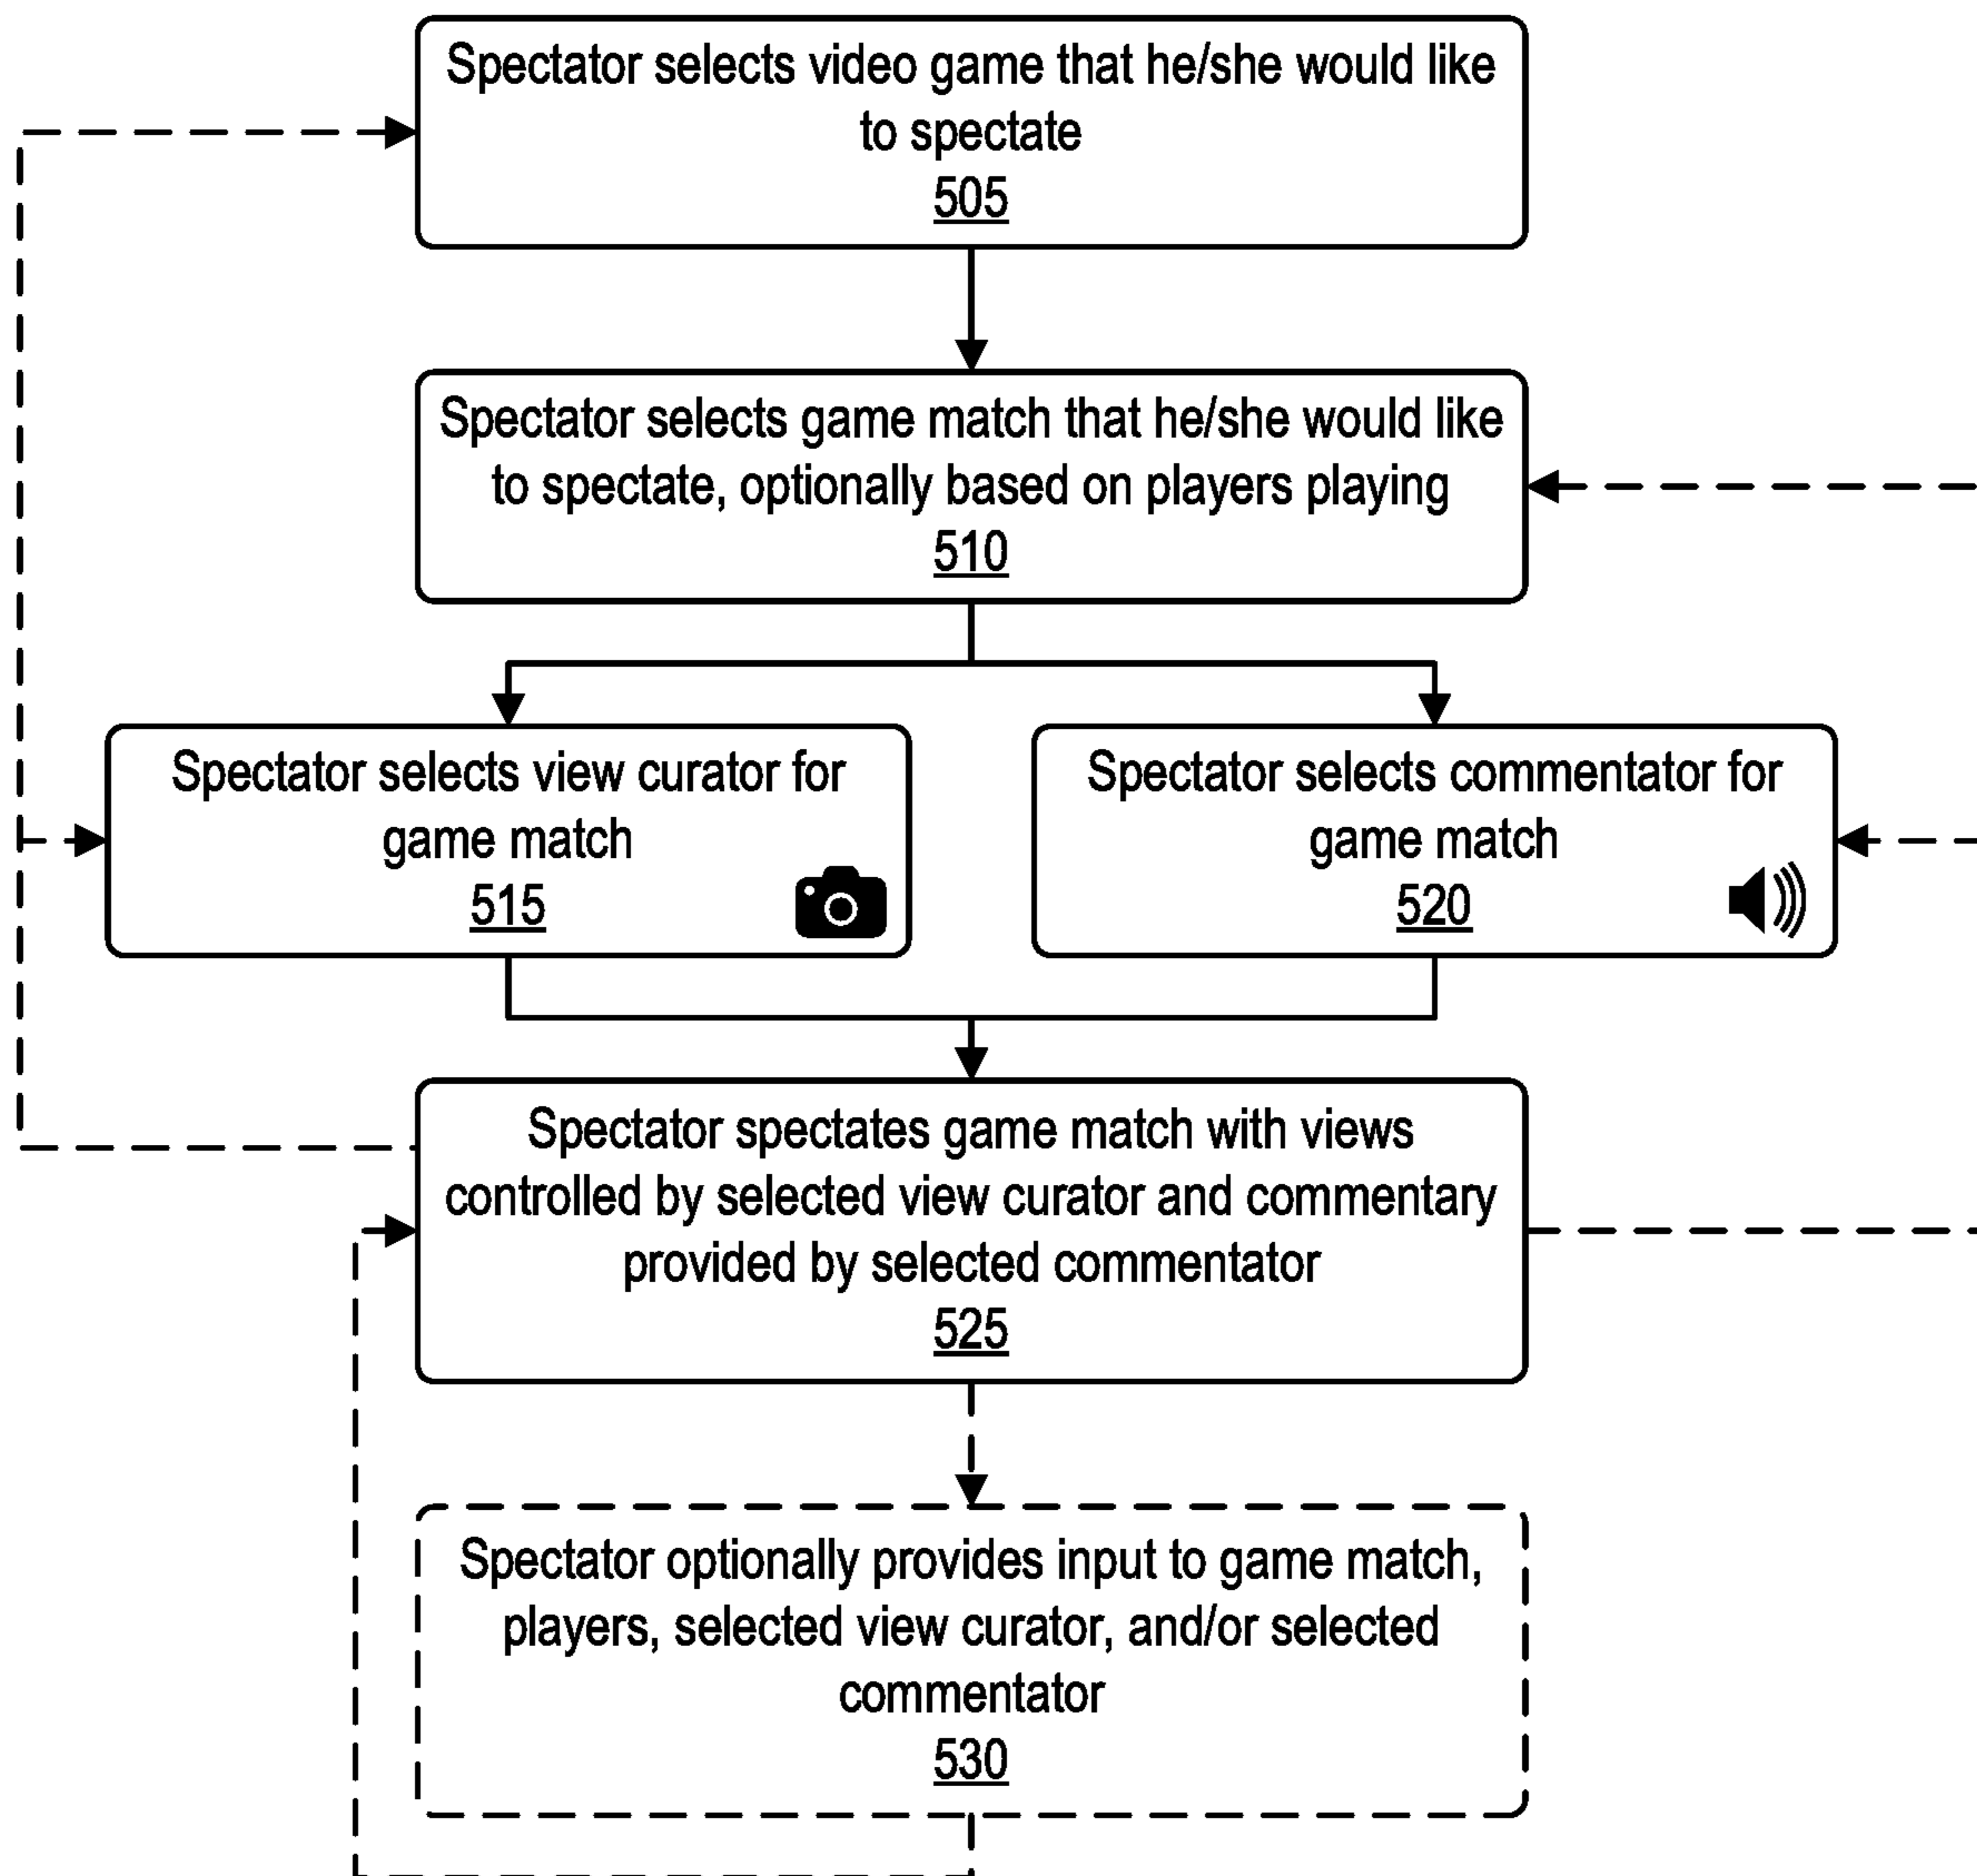 Spectator selects video game that he/she would like
to spectate
505
Spectator selects game match that he/she would like
to spectate, optionally based on players playing
510
Spectator selects view curator for
game match
515
Spectator selects commentator for
game match
520
Spectator spectates game match with views
controlled by selected view curator and commentary
provided by selected commentator
525
Spectator optionally provides input to game match,
players, selected view curator, and/or selected
commentator
530